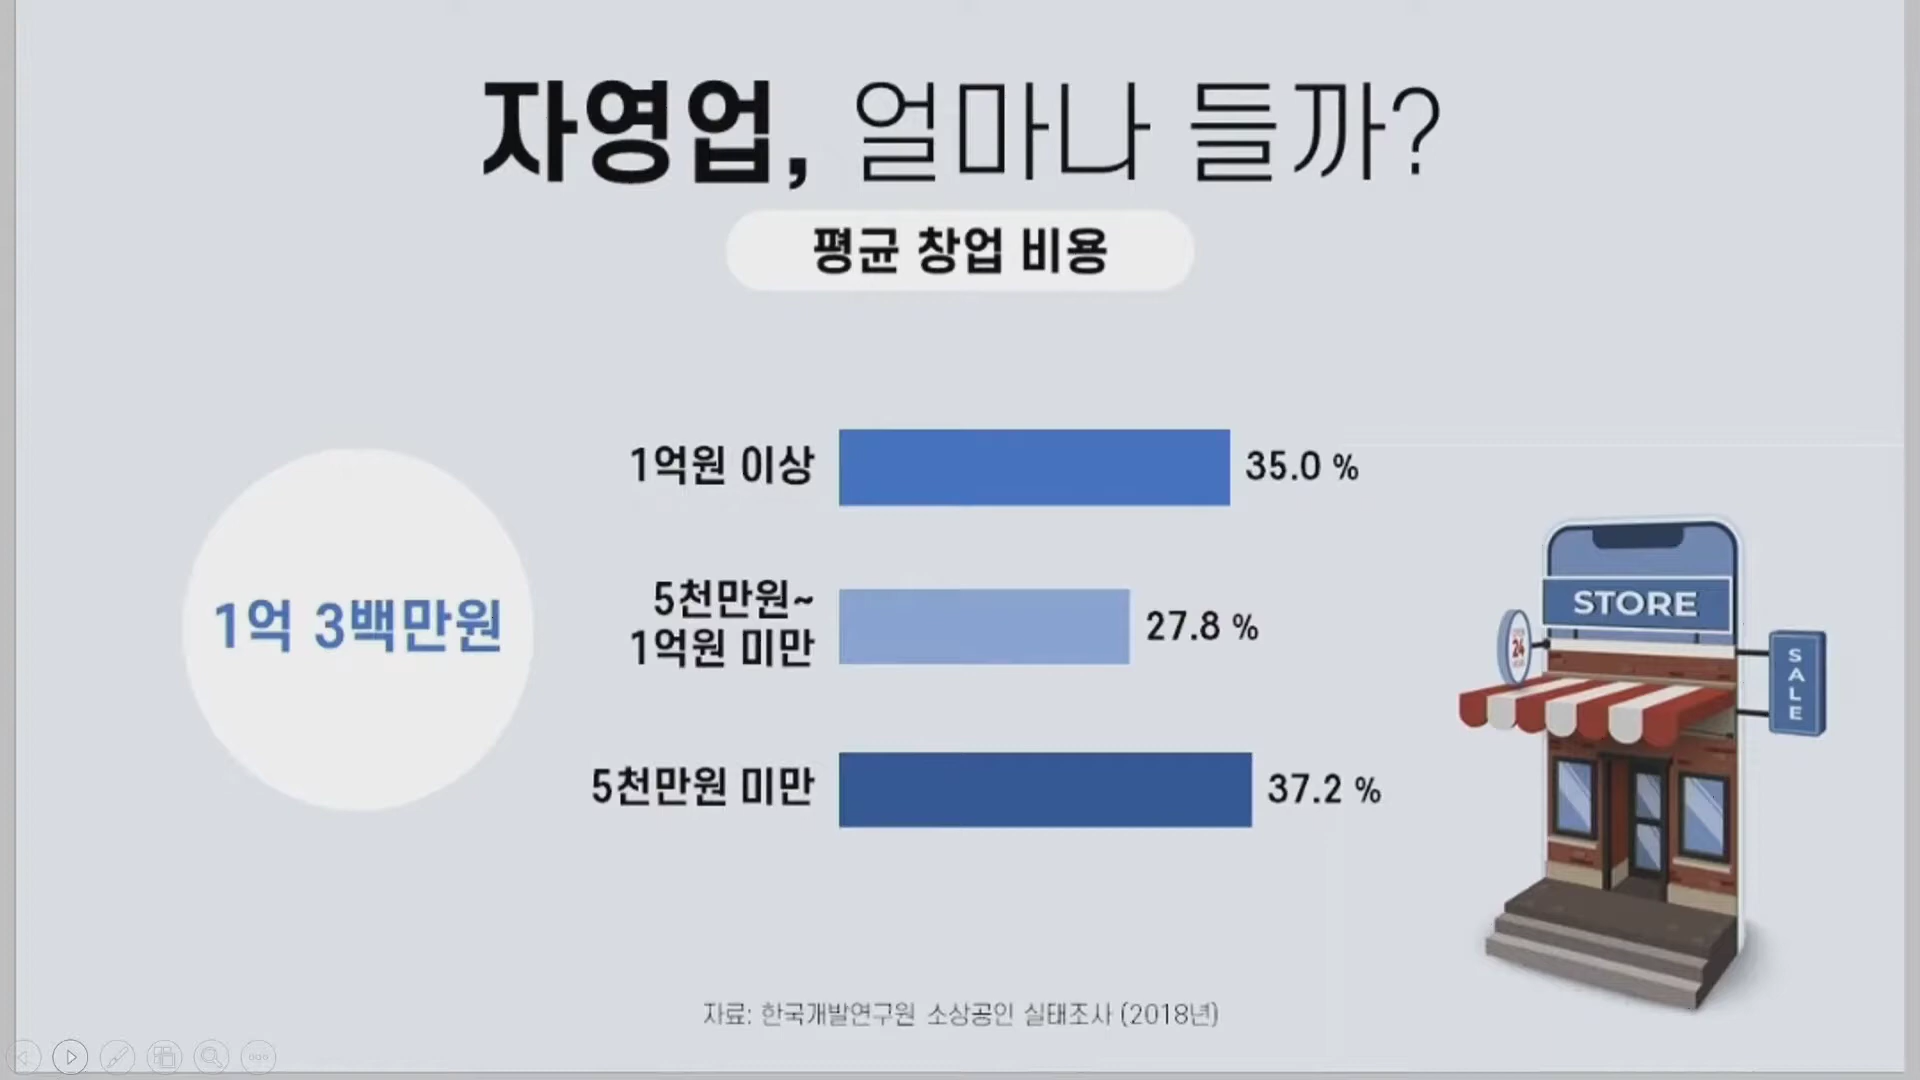 자영업, 얼마나 들까?
평균 창업 비용
1억 3백만원
1억원 이상
35.0 %
5천만원~
1억원 미만
27.8 %
5천만원 미만
37.2 %
STORE
24
SALE
자료: 한국개발연구원 소상공인 실태조사 (2018년)